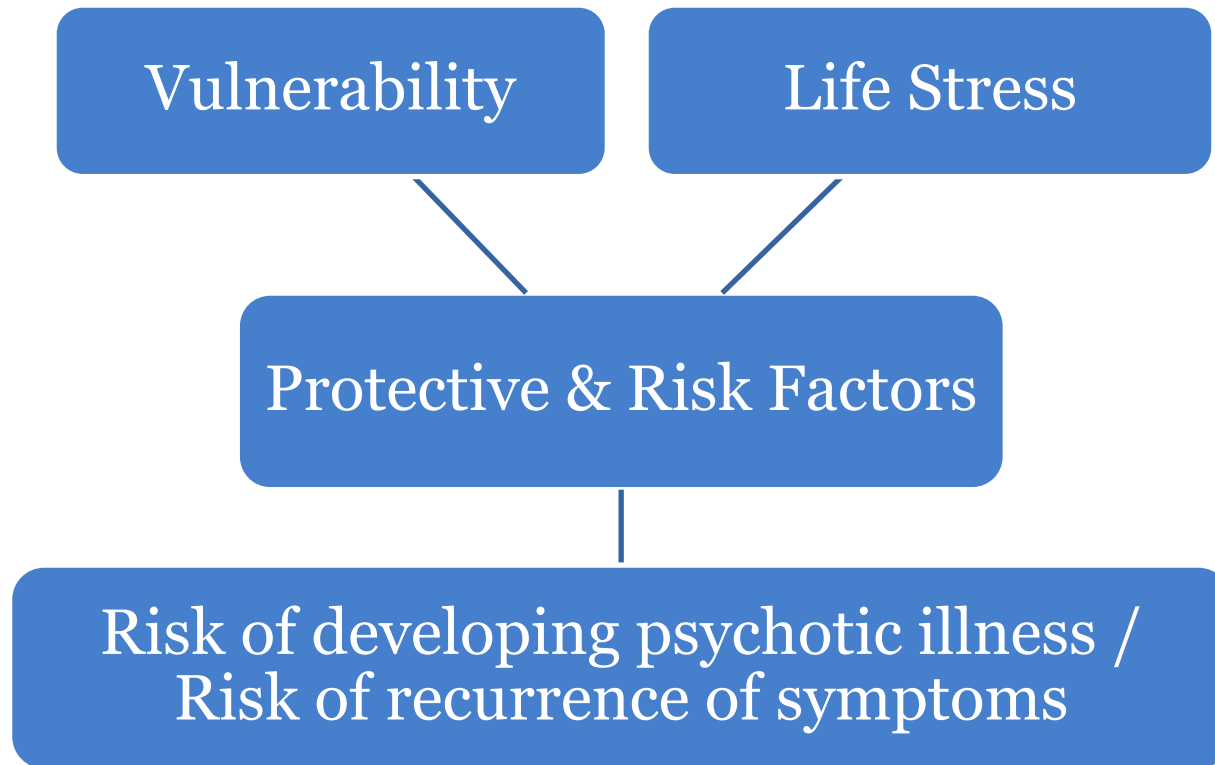 Vulnerability
Life Stress
Protective & Risk Factors
Risk of developing psychotic illness /
Risk of recurrence of symptoms